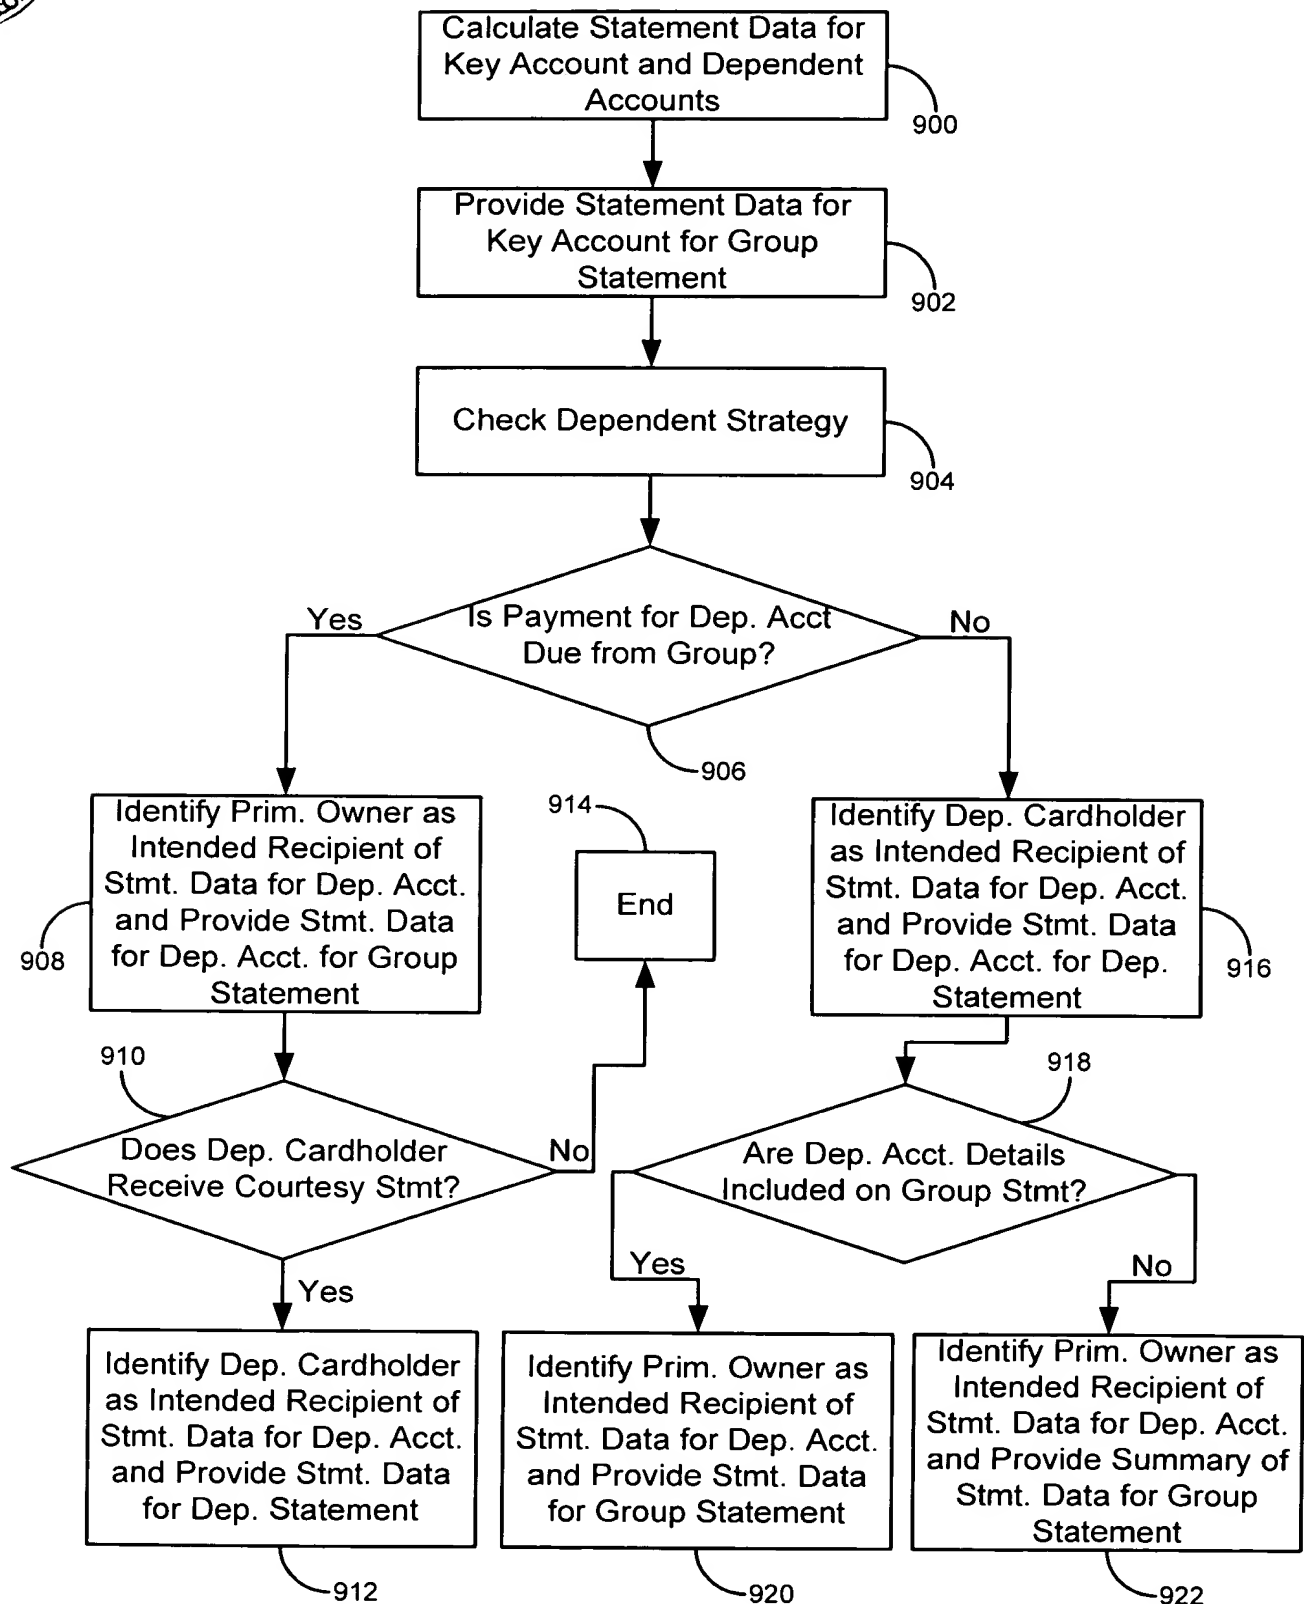 Calculate Statement Data for
Key Account and Dependent
Accounts
900
Provide Statement Data for
Key Account for Group
Statement
902
Check Dependent Strategy
904
Is Payment for Dep. Acct
Due from Group?
Yes
No
906
Identify Prim. Owner as
Intended Recipient of
Stmt. Data for Dep. Acct.
and Provide Stmt. Data
for Dep. Acct. for Group
Statement
908
914
End
Identify Dep. Cardholder
as Intended Recipient of
Stmt. Data for Dep. Acct.
and Provide Stmt. Data
for Dep. Acct. for Dep.
Statement
916
910
Does Dep. Cardholder
Receive Courtesy Stmt?
No
Yes
918
Are Dep. Acct. Details
Included on Group Stmt?
Yes
No
Identify Dep. Cardholder
as Intended Recipient of
Stmt. Data for Dep. Acct.
and Provide Stmt. Data
for Dep. Statement
912
Identify Prim. Owner as
Intended Recipient of
Stmt. Data for Dep. Acct.
and Provide Stmt. Data
for Group Statement
920
Identify Prim. Owner as
Intended Recipient of
Stmt. Data for Dep. Acct.
and Provide Summary of
Stmt. Data for Group
Statement
922